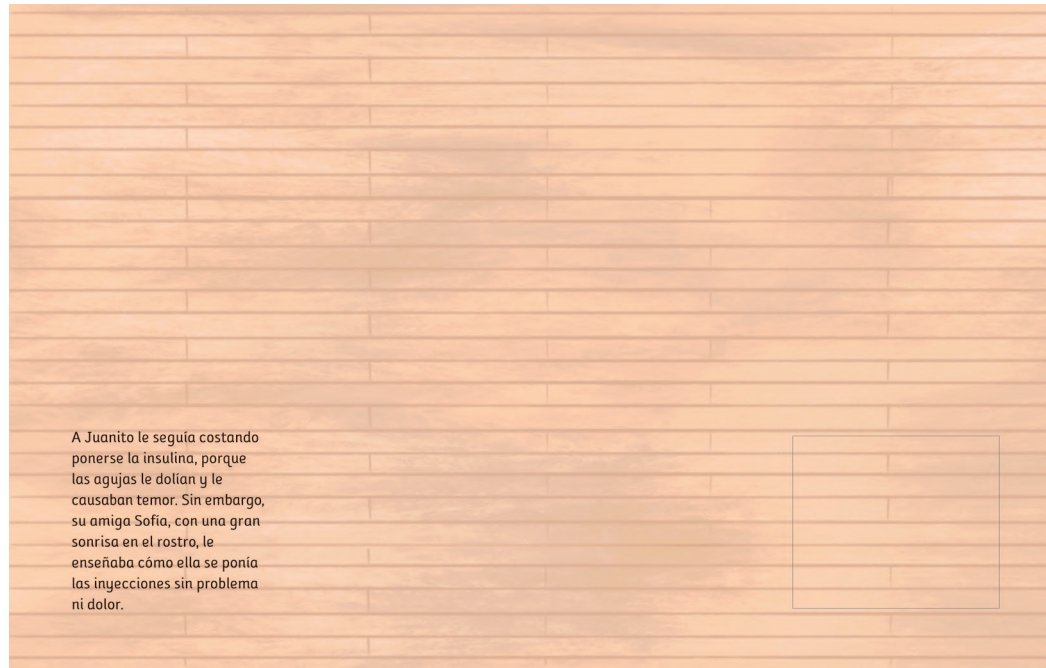 A Juanito le seguía costando
ponerse la insulina, porque
las agujas le dolían y le
causaban temor. Sin embargo,
su amiga Sofía, con una gran
sonrisa en el rostro, le
enseñaba cómo ella se ponía
las inyecciones sin problema
ni dolor.